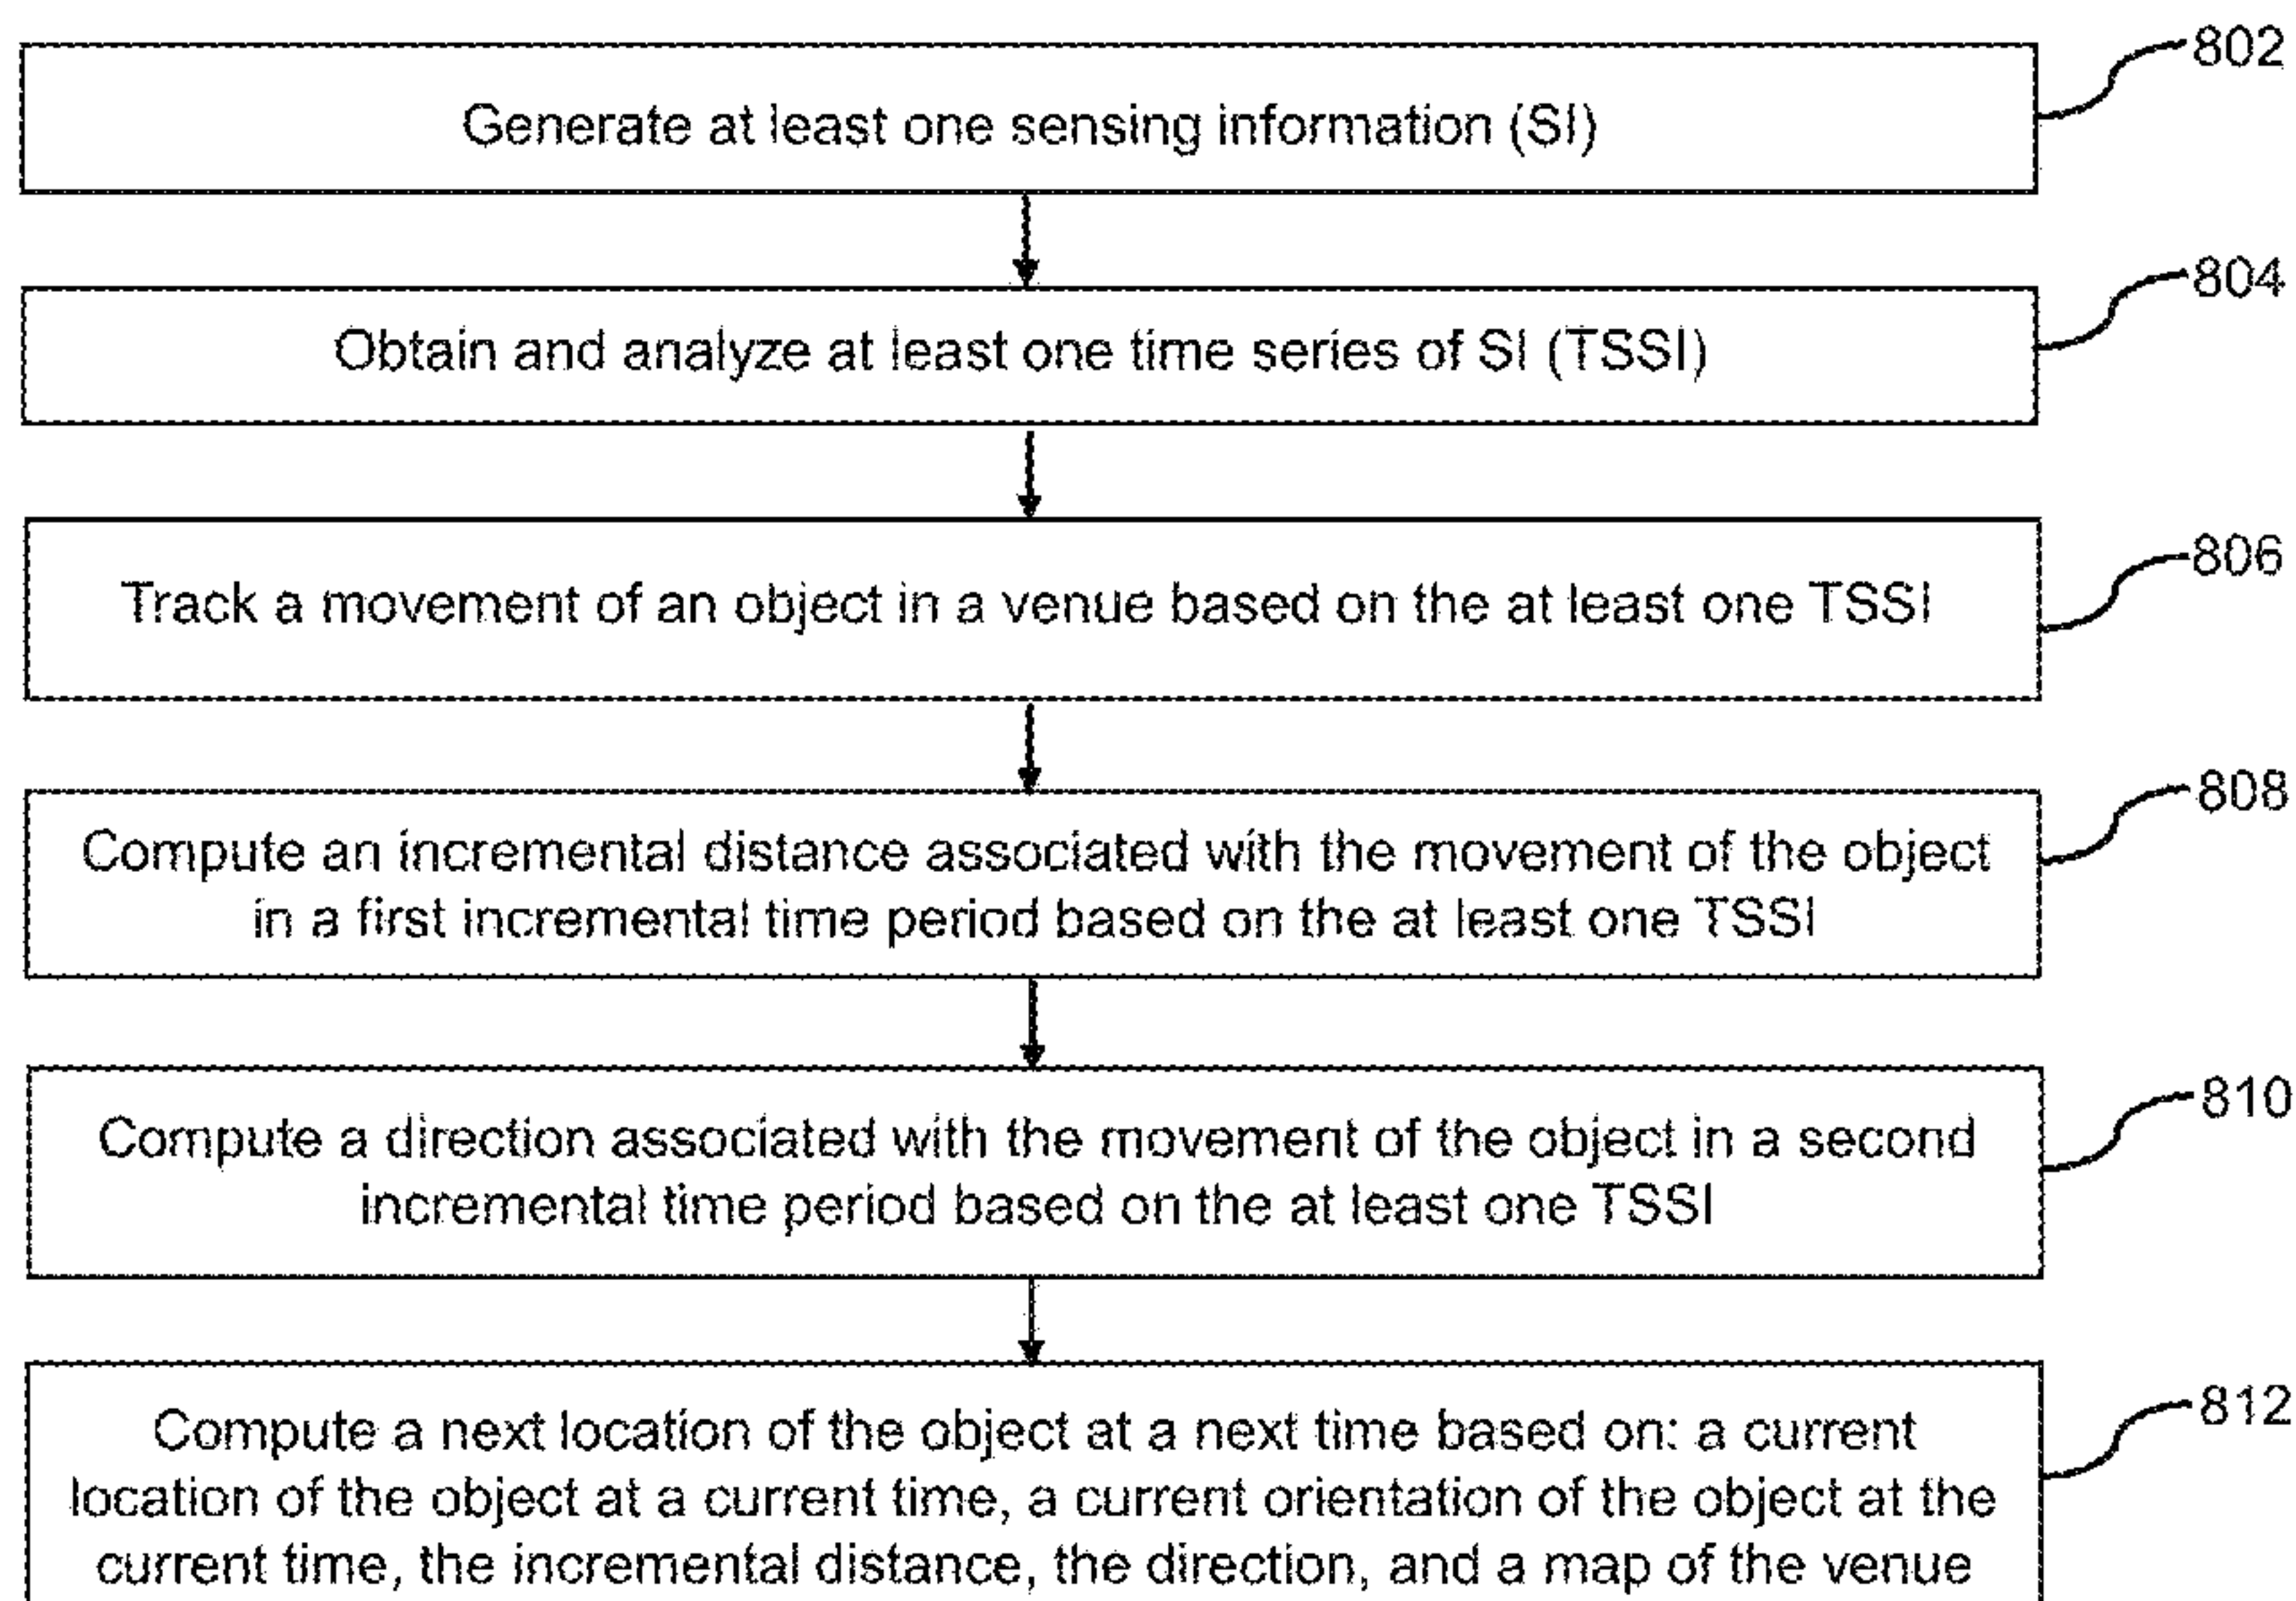 802
Generate at least one sensing information (SI)
804
Obtain and analyze at least one time series of SI (TSSI)
806
Track a movement of an object in a venue based on the at least one TSSI
808
Compute an incremental distance associated with the movement of the object
in a first incremental time period based on the at least one TSSI
810
Compute a direction associated with the movement of the object in a second
incremental time period based on the at least one TSSI
812
Compute a next location of the object at a next time based on: a current
location of the object at a current time, a current orientation of the object at the
current time, the incremental distance, the direction, and a map of the venue